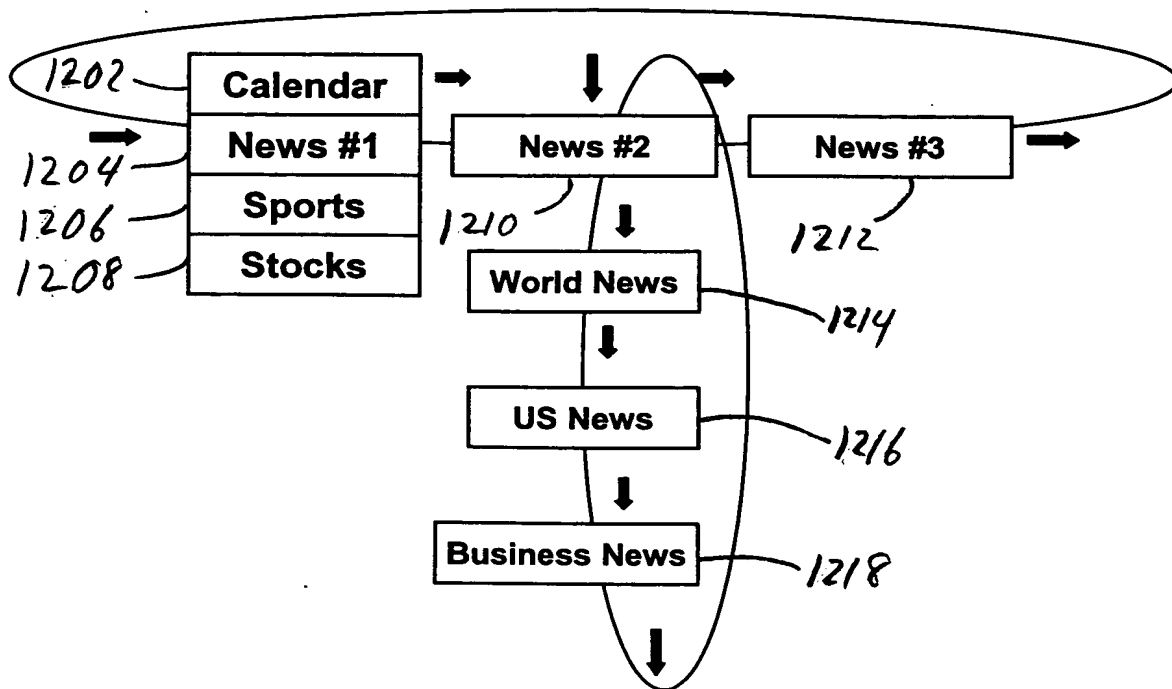 1202
Calendar
1204
News #1
News #2
News #3
1206
Sports
1210
1212
1208
Stocks
World News
1214
US News
1216
Business News
1218